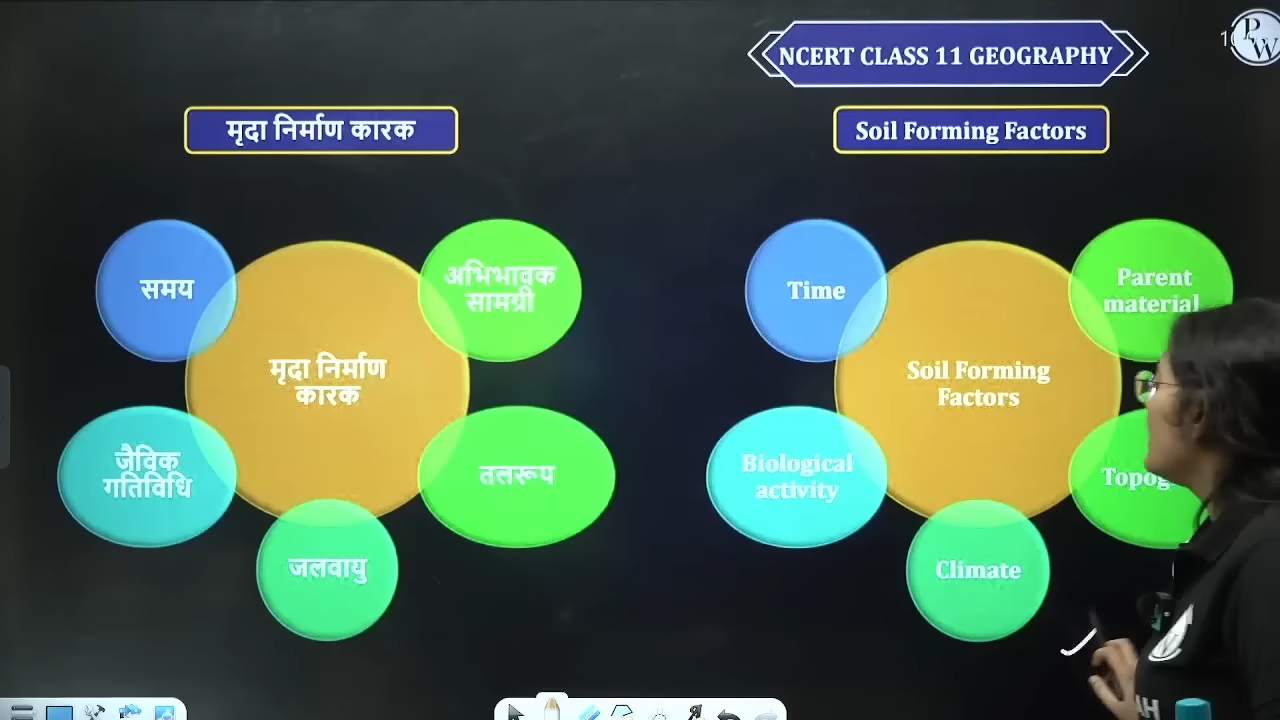 NCERT CLASS 11 GEOGRAPHY
PW
मृदा निर्माण कारक
Soil Forming Factors
समय
अभिभावक
सामग्री
मृदा निर्माण
कारक
जैविक
गतिविधि
तलरूप
जलवायु
Time
Parent
material
Soil Forming
Factors
Biological
activity
Climate